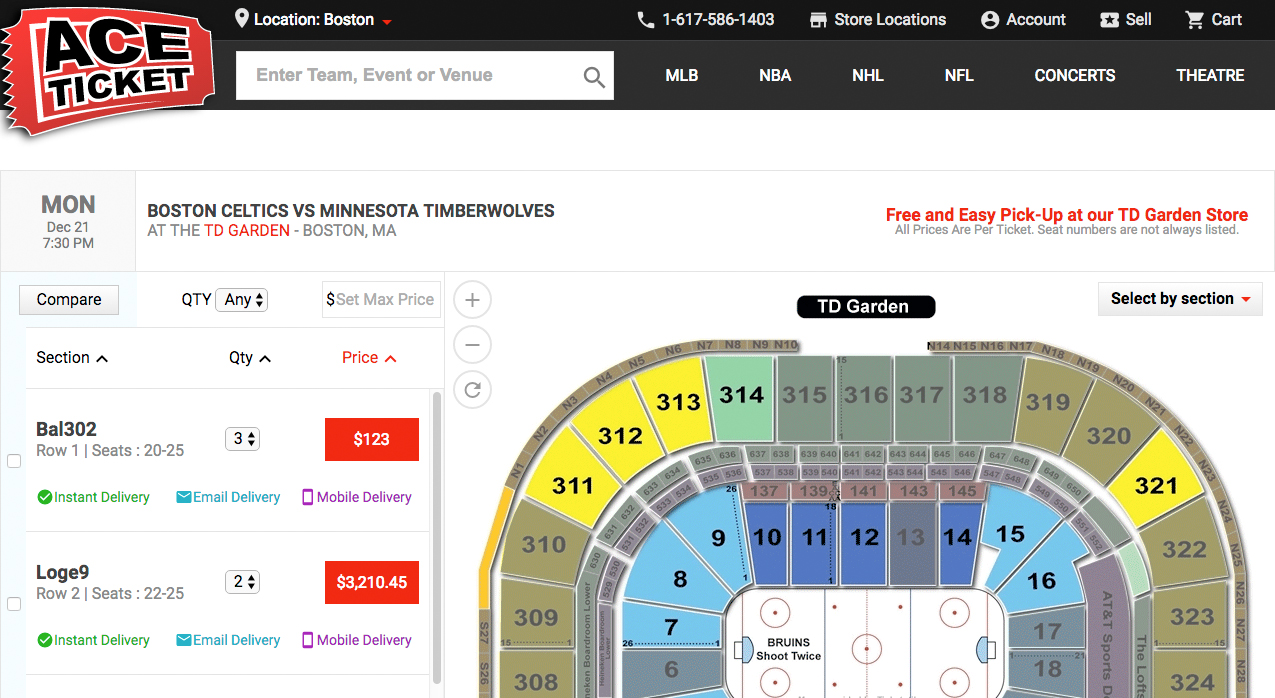 ACE
TICKET
Location: Boston
1-617-586-1403
Store Locations
Account
Sell
Cart
Enter Team, Event or Venue
MLB
NBA
NHL
NFL
CONCERTS
THEATRE
MON
Dec 21
7:30 PM
BOSTON CELTICS VS MINNESOTA TIMBERWOLVES
AT THE TD GARDEN - BOSTON, MA
Free and Easy Pick-Up at our TD Garden Store
All Prices Are Per Ticket. Seat numbers are not always listed.
Compare
QTY Any
$Set Max Price
Section
Qty
Price
Bal302
Row 1 | Seats : 20-25
3
$123
Instant Delivery
Email Delivery
Mobile Delivery
Loge9
Row 2 | Seats : 22-25
2
$3,210.45
Instant Delivery
Email Delivery
Mobile Delivery
TD Garden
Select by section
N1
N2
N3
N4
N5
N6
N7
N8
N9
N10
N14
N15
N16
N17
N18
N19
N20
N21
N22
N23
N24
N25
N26
N27
N28
308
309
310
311
312
313
314
315
316
317
318
319
320
321
322
323
324
15
1
15
1
1
15
630
631
632
633
634
635
636
637
638
639
640
641
642
643
644
645
646
647
648
649
650
529
530
531
532
533
534
535
536
537
538
539
540
541
542
543
544
545
546
547
548
549
550
551
552
137
139
141
143
145
6
7
8
9
10
11
12
13
14
15
16
17
18
26
1
26
1
18
1
1
21
S27
S26
Heineken Boardroom Lower
Heineken Boardroom
Lower
AT&T Sports De
The Lofts
BRUINS
Shoot Twice